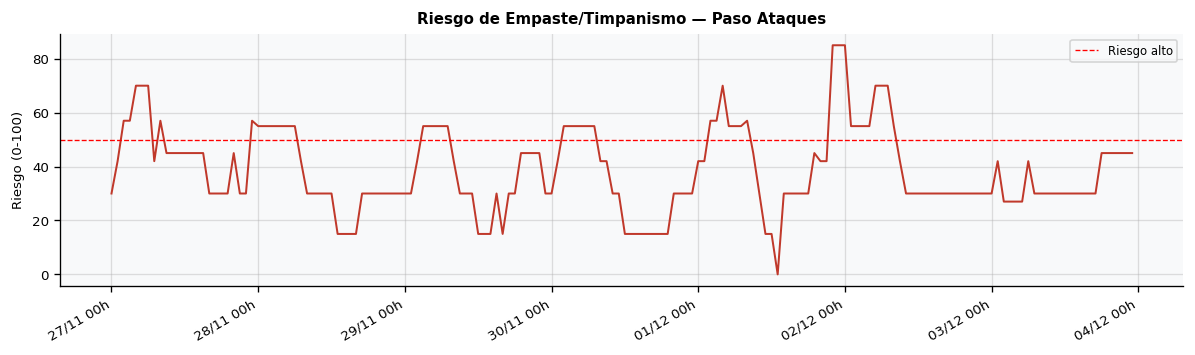 Riesgo de Empaste/Timpanismo — Paso Ataques
Riesgo alto
Riesgo (0-100)
80
60
40
20
0
27/11 00h
28/11 00h
29/11 00h
30/11 00h
01/12 00h
02/12 00h
03/12 00h
04/12 00h